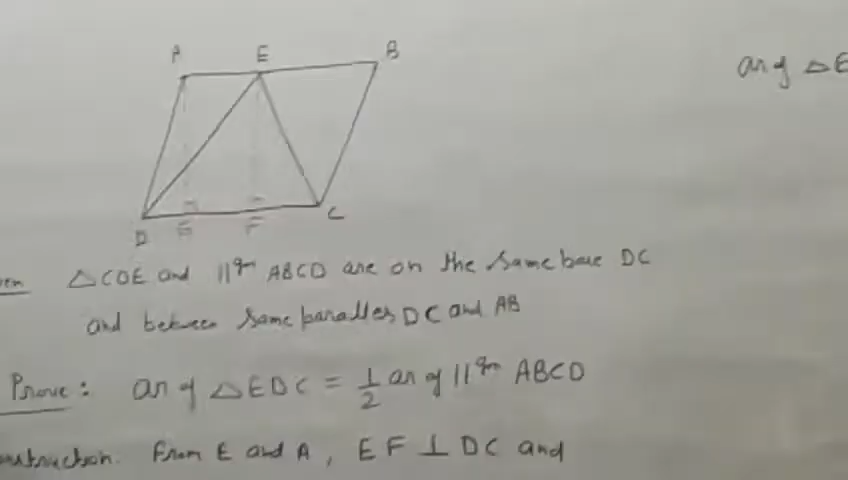 A E B
ar of △E
D G F C
△CDE and ||gm ABCD are on the same base DC
and between same paralles DC and AB
Prove: ar of △EDC = 1/2 ar of ||gm ABCD
From E and A, EF ⊥ DC and